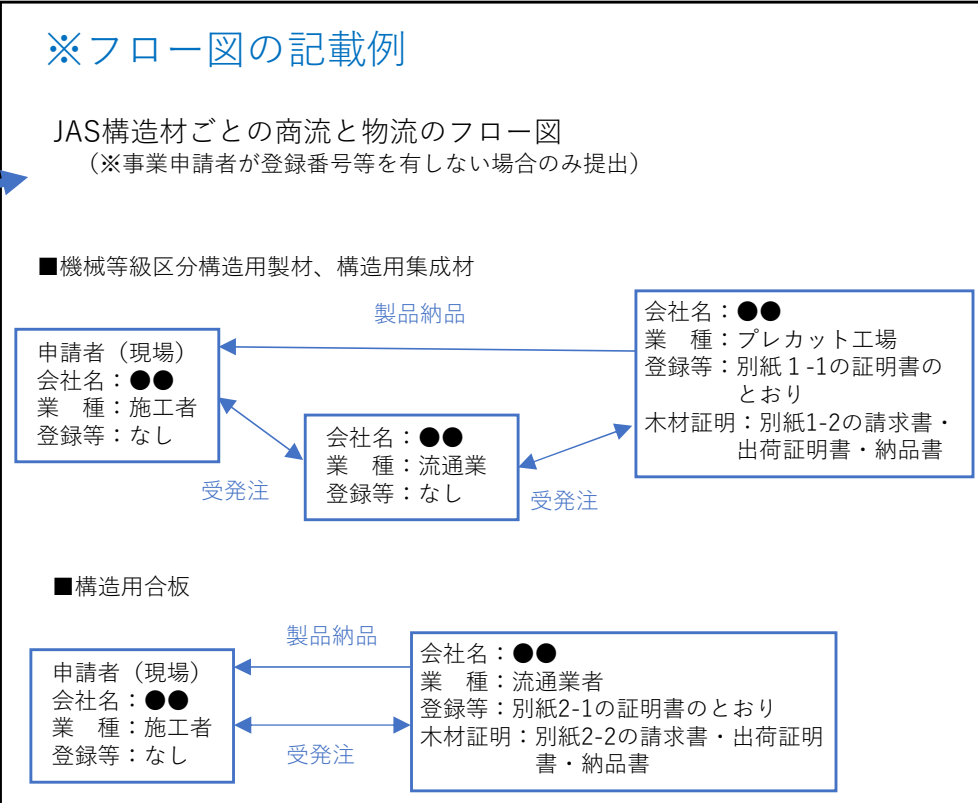 ※フロー図の記載例
JAS構造材ごとの商流と物流のフロー図
（※事業申請者が登録番号等を有しない場合のみ提出）
■機械等級区分構造用製材、構造用集成材
製品納品
申請者（現場）
会社名：●●
業　種：施工者
登録等：なし
受発注
会社名：●●
業　種：流通業
登録等：なし
受発注
会社名：●●
業　種：プレカット工場
登録等：別紙１-1の証明書の
とおり
木材証明：別紙1-2の請求書・
出荷証明書・納品書
■構造用合板
製品納品
申請者（現場）
会社名：●●
業　種：施工者
登録等：なし
受発注
会社名：●●
業　種：流通業者
登録等：別紙2-1の証明書のとおり
木材証明：別紙2-2の請求書・出荷証明
書・納品書